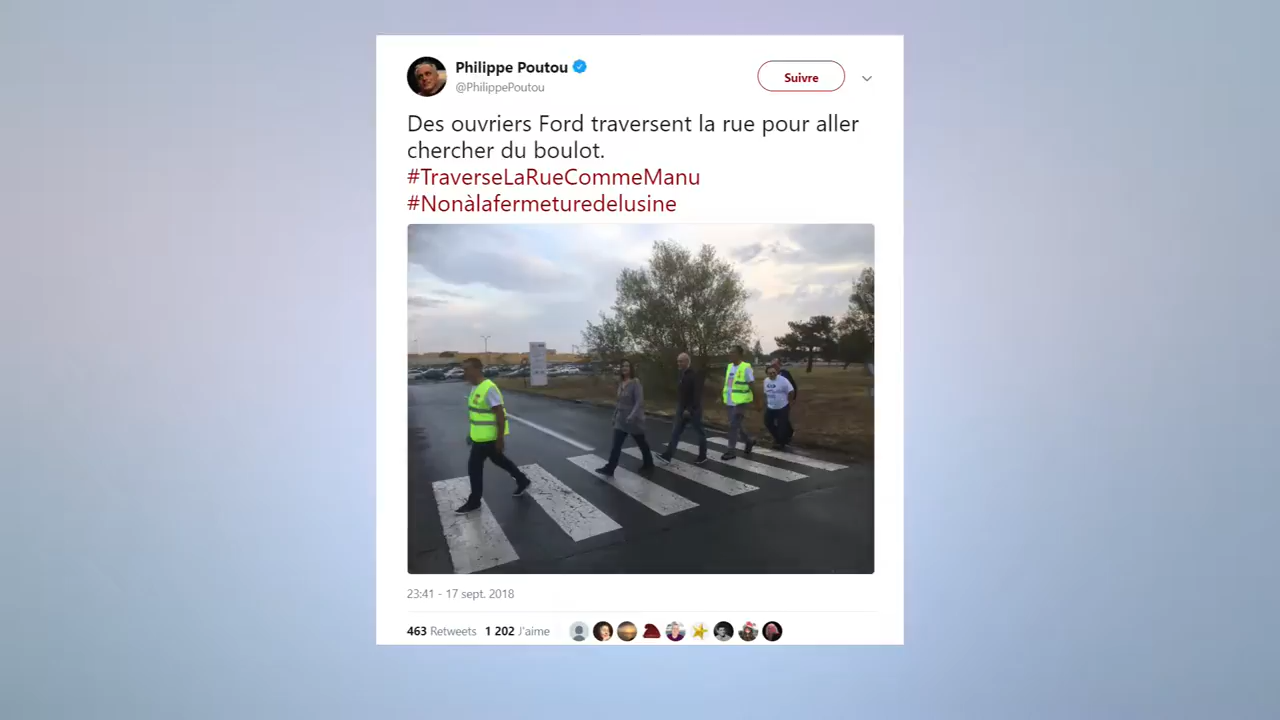 Philippe Poutou
Suivre
@PhilippePoutou
Des ouvriers Ford traversent la rue pour aller
chercher du boulot.
#TraverseLaRueCommeManu
#Nonàlafermeturedelusine
23:41 - 17 sept. 2018
463 Retweets 1 202 J'aime